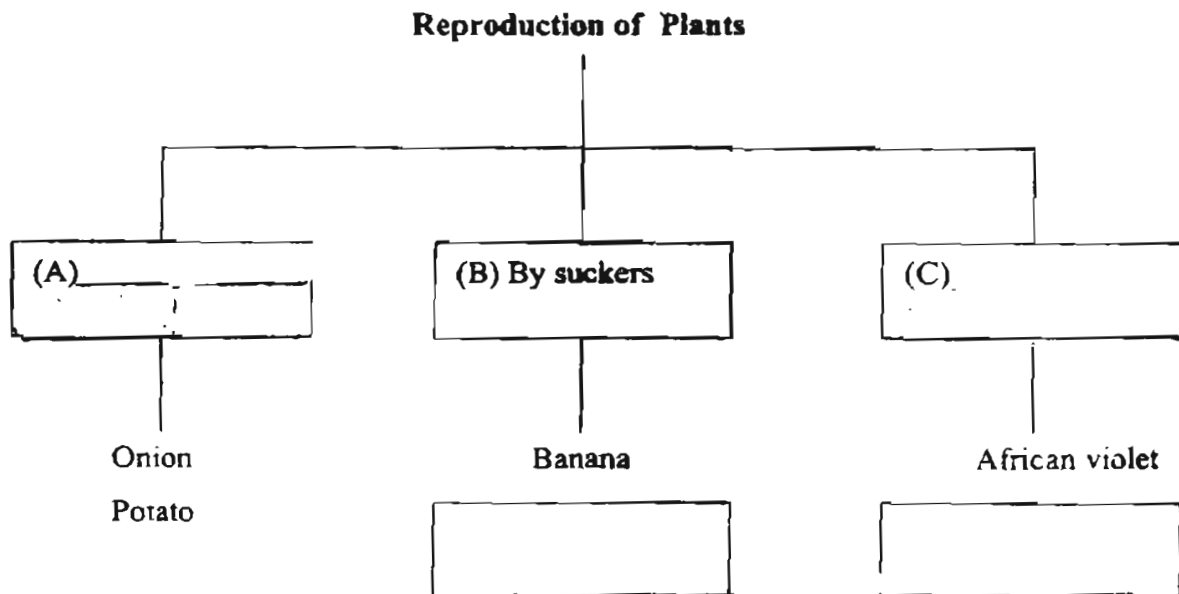 Reproduction of Plants
(A)
(B) By suckers
(C)
Onion
Banana
African violet
Potato